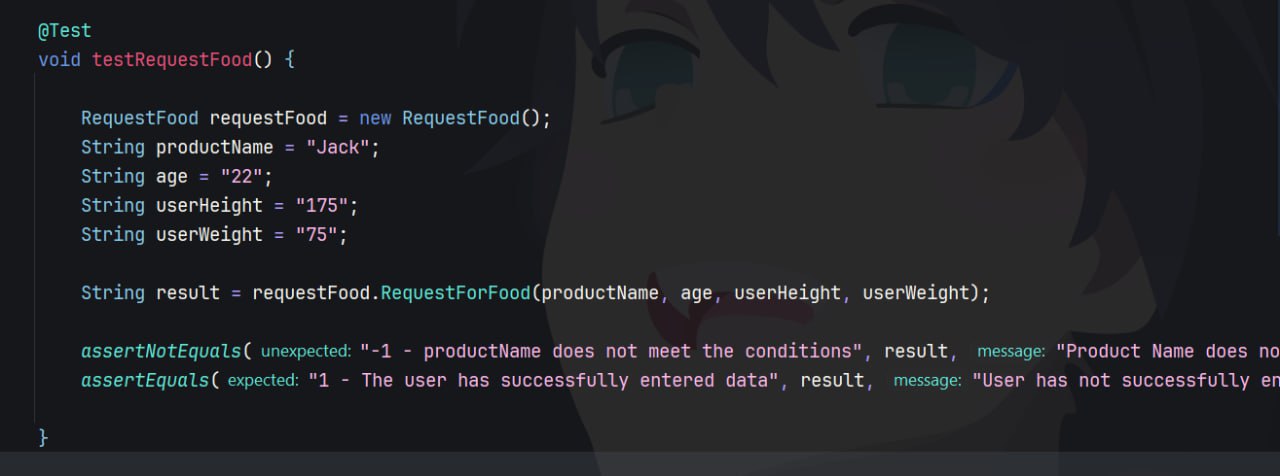 @Test
void testRequestFood() {
RequestFood requestFood = new RequestFood();
String productName = "Jack";
String age = "22";
String userHeight = "175";
String userWeight = "75";
String result = requestFood.RequestForFood(productName, age, userHeight, userWeight);
assertNotEquals( unexpected: "-1 - productName does not meet the conditions", result, message: "Product Name does no
assertEquals( expected: "1 - The user has successfully entered data", result, message: "User has not successfully en
}